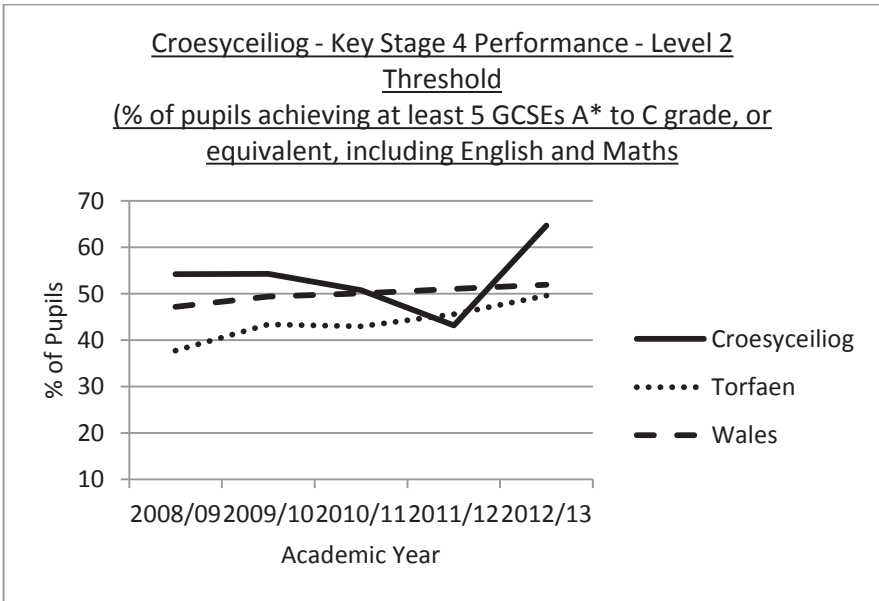 Croesyceiliog - Key Stage 4 Performance - Level 2
Threshold
(% of pupils achieving at least 5 GCSEs A* to C grade, or
equivalent, including English and Maths
70
60
50
40
30
20
10
% of Pupils
2008/09 2009/10 2010/11 2011/12 2012/13
Academic Year
Croesyceiliog
Torfaen
Wales